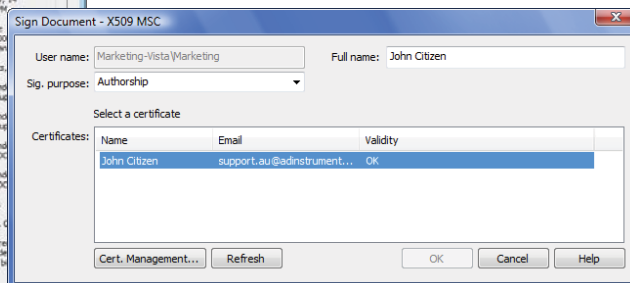 Sign Document - X509 MSC
User name: Marketing-Vista\Marketing Full name: John Citizen
Sig. purpose: Authorship
Select a certificate
Certificates: Name Email Validity
John Citizen support.au@adinstrument... OK
Cert. Management... Refresh OK Cancel Help